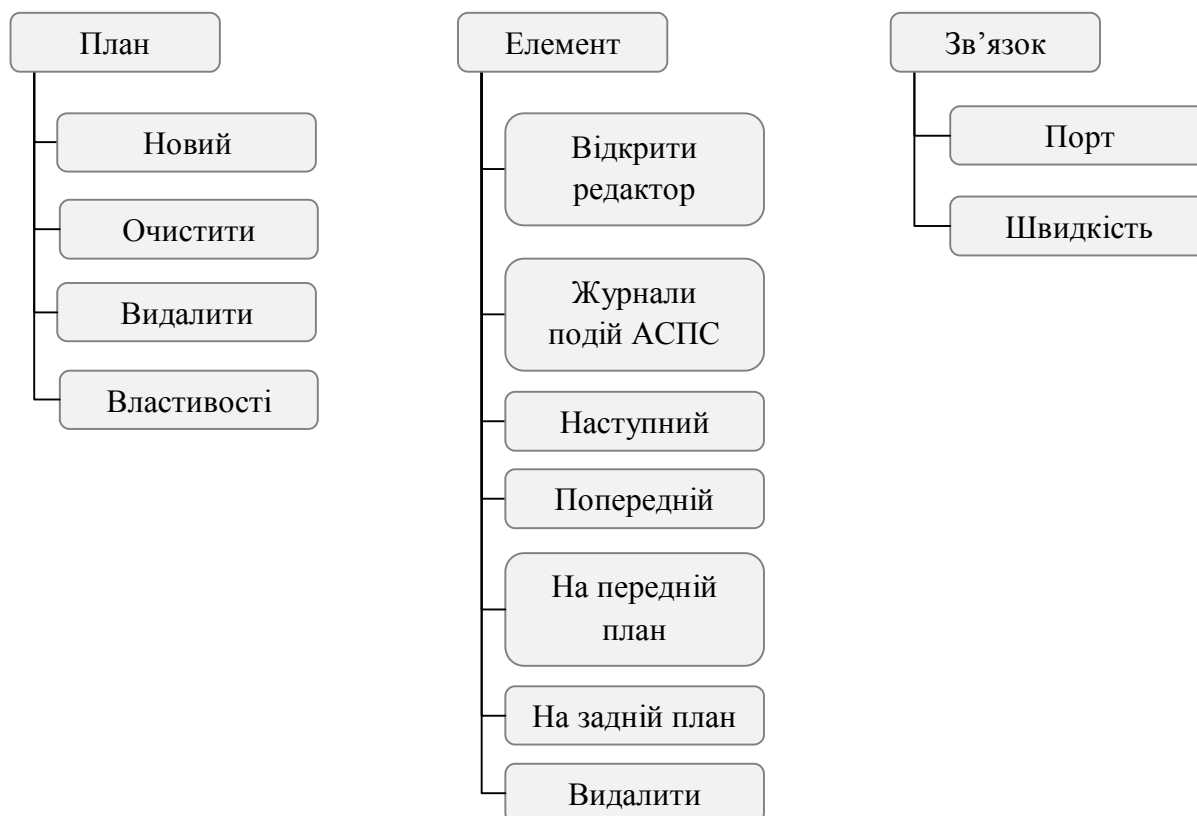 План
Новий
Очистити
Видалити
Властивості
Елемент
Відкрити
редактор
Журнали
подій АСПС
Наступний
Попередній
На передній
план
На задній план
Видалити
Зв’язок
Порт
Швидкість